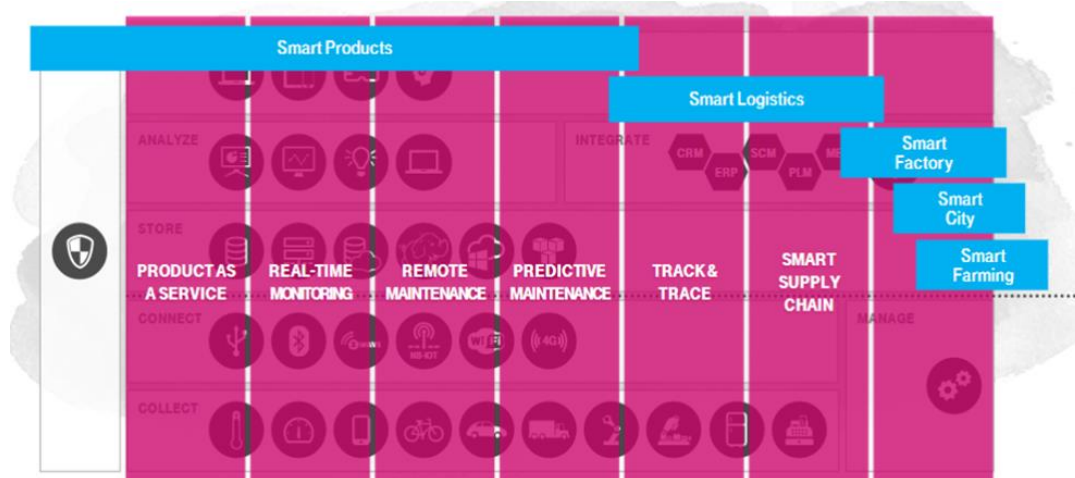 Smart Products
Smart Logistics
ANALYZE
INTEGRATE
CRM
ERP
SCM
PLM
Smart
Factory
Smart
City
STORE
Smart
Farming
PRODUCT AS
A SERVICE
REAL-TIME
MONITORING
REMOTE
MAINTENANCE
PREDICTIVE
MAINTENANCE
TRACK &
TRACE
SMART
SUPPLY
CHAIN
CONNECT
NB-IOT
WiFi
4G
MANAGE
COLLECT